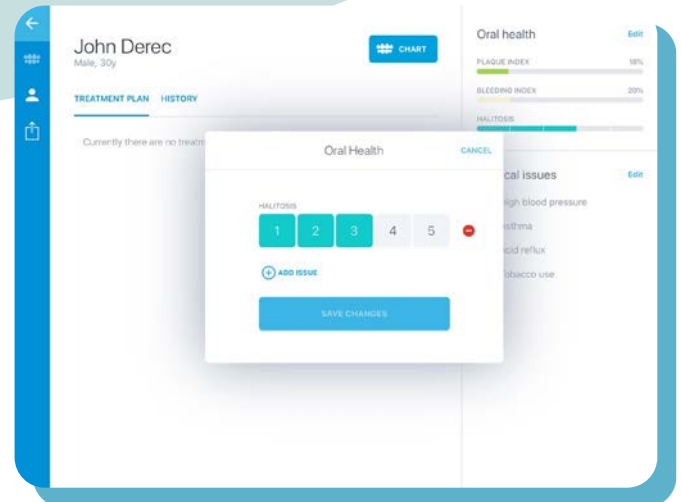 John Derec
Male, 30y
CHART
TREATMENT PLAN HISTORY
Currently there are no
Oral health Edit
PLAQUE INDEX 18%
BLEEDING INDEX 20%
HALITOSIS
Oral Health CANCEL
HALITOSIS
1 2 3 4 5
ADD ISSUE
SAVE CHANGES
cal issues Edit
igh blood pressure
sthma
cid reflux
obacco use